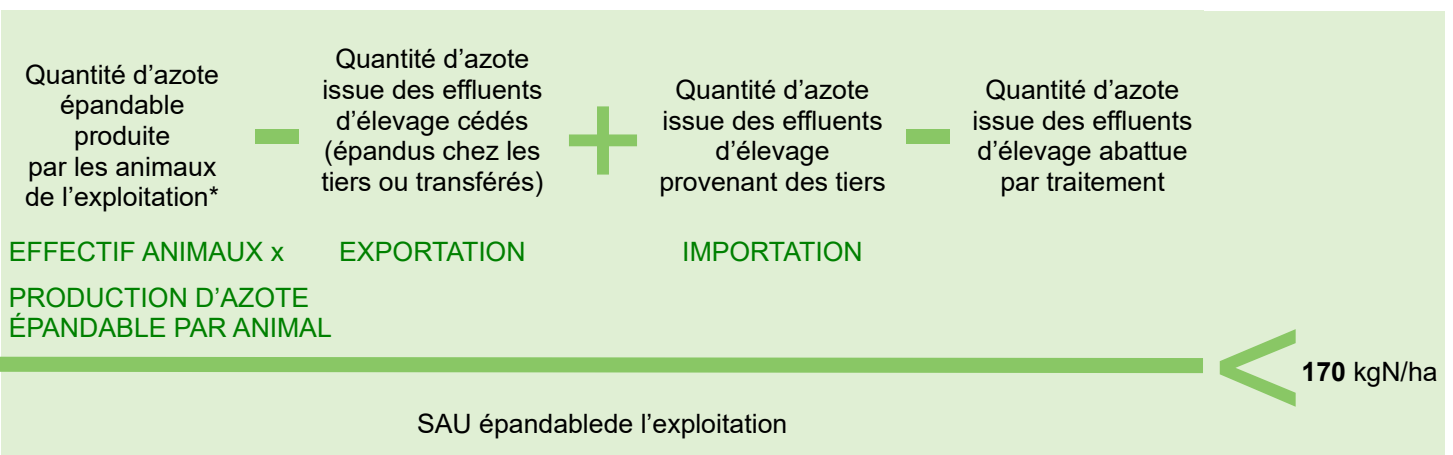 Quantité d’azote
épandable
produite
par les animaux
de l’exploitation*
Quantité d’azote
issue des effluents
d’élevage cédés
(épandus chez les
tiers ou transférés)
Quantité d’azote
issue des effluents
d’élevage
provenant des tiers
Quantité d’azote
issue des effluents
d’élevage abattue
par traitement
EFFECTIF ANIMAUX x
PRODUCTION D’AZOTE
ÉPANDABLE PAR ANIMAL
EXPORTATION
IMPORTATION
< 170 kgN/ha
SAU épandablede l’exploitation